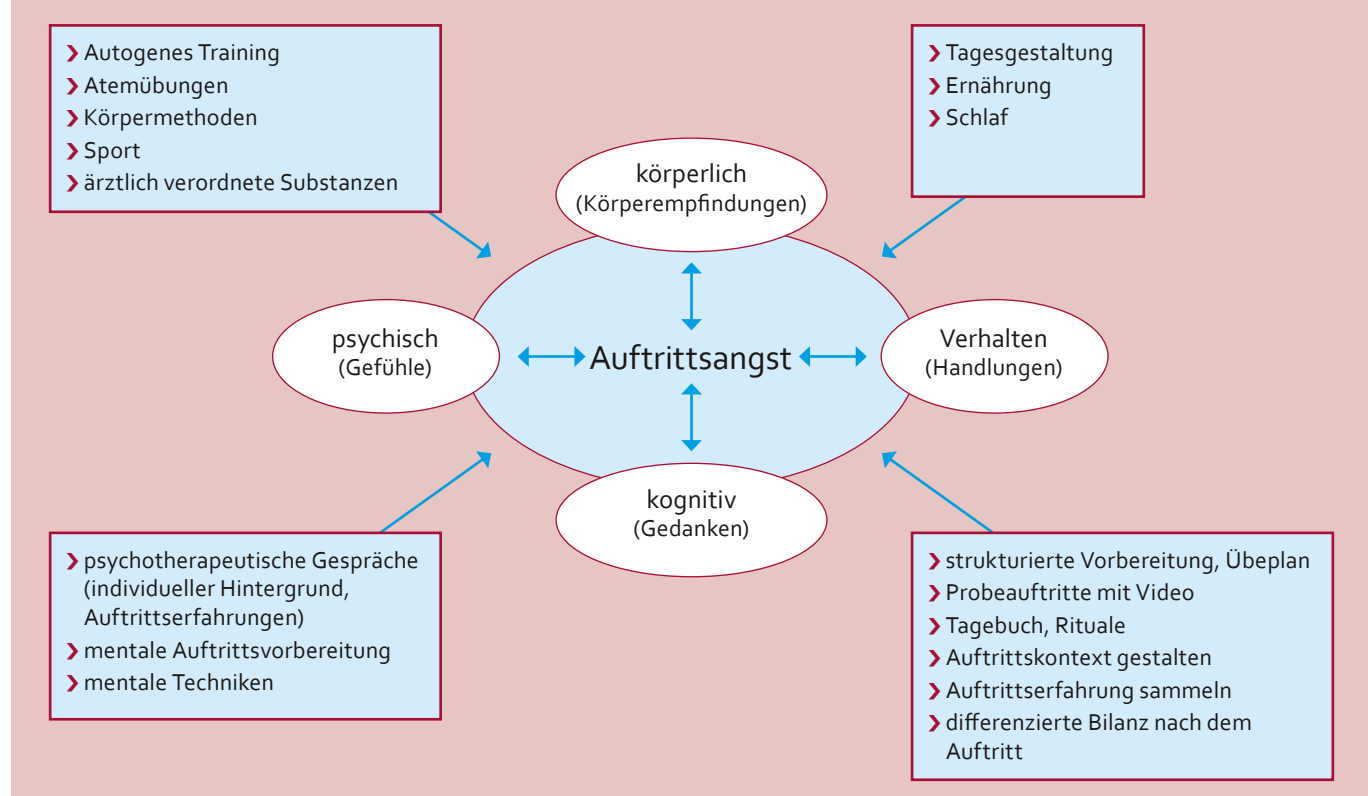 ❯ Autogenes Training
❯ Atemübungen
❯ Körpermethoden
❯ Sport
❯ ärztlich verordnete Substanzen
❯ Tagesgestaltung
❯ Ernährung
❯ Schlaf
körperlich
(Körperempfindungen)
psychisch
(Gefühle)
Auftrittsangst
Verhalten
(Handlungen)
kognitiv
(Gedanken)
❯ psychotherapeutische Gespräche
(individueller Hintergrund,
Auftrittserfahrungen)
❯ mentale Auftrittsvorbereitung
❯ mentale Techniken
❯ strukturierte Vorbereitung, Übeplan
❯ Probeauftritte mit Video
❯ Tagebuch, Rituale
❯ Auftrittskontext gestalten
❯ Auftrittserfahrung sammeln
❯ differenzierte Bilanz nach dem
Auftritt